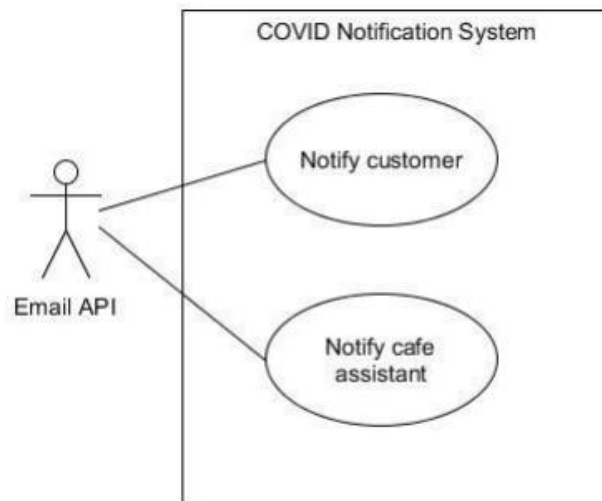 COVID Notification System
Notify customer
Email API
Notify cafe
assistant